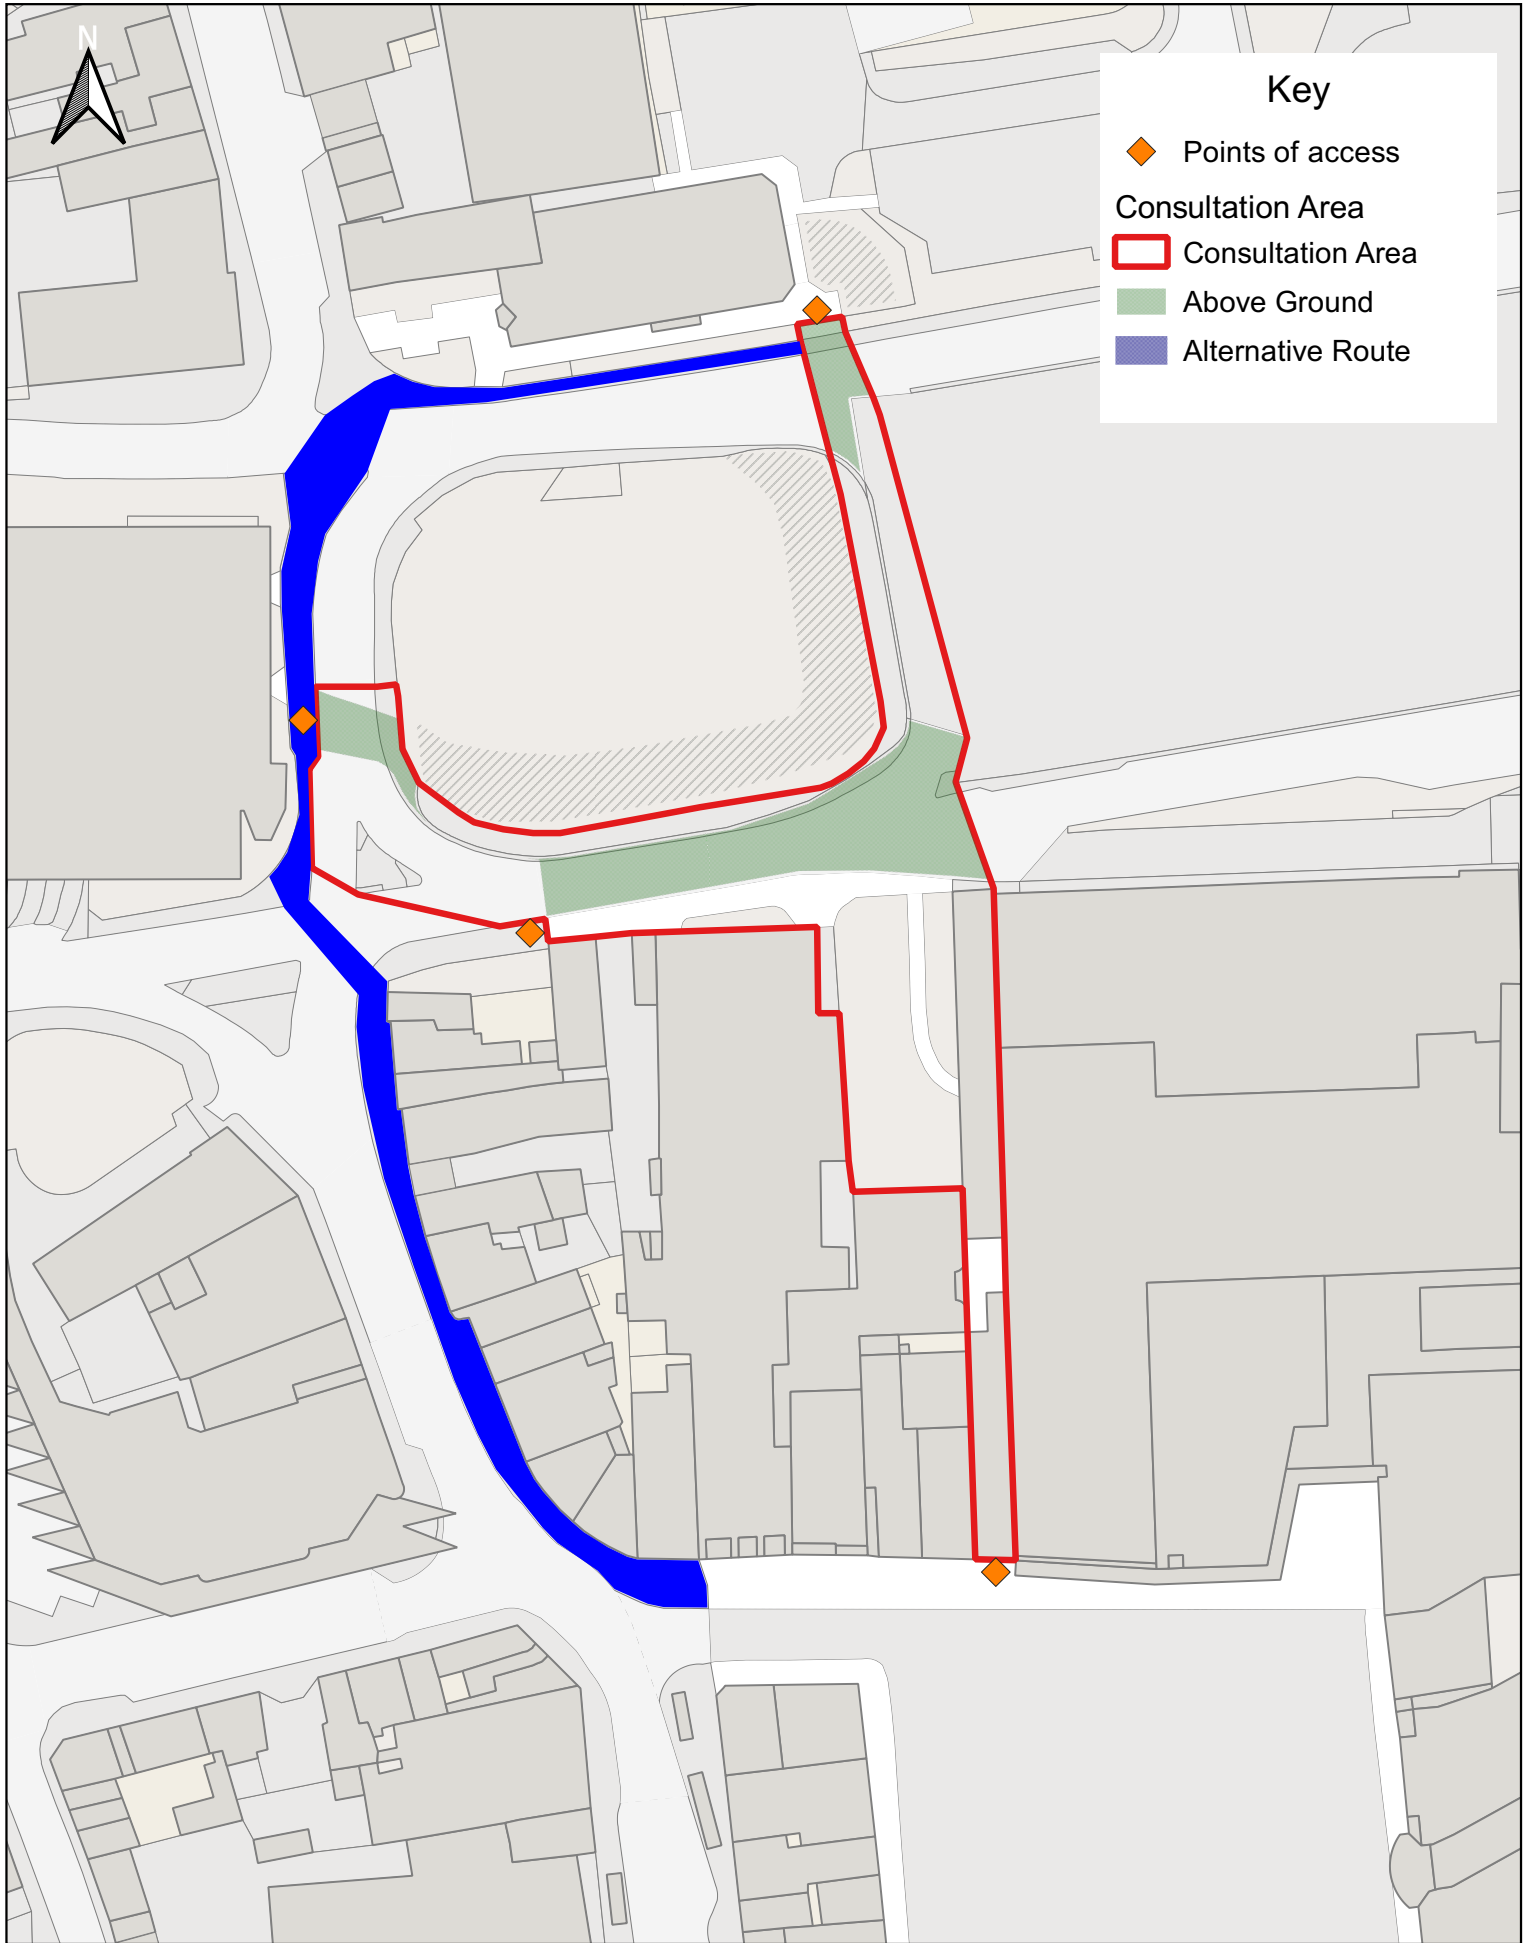 N
Key
Points of access
Consultation Area
Consultation Area
Above Ground
Alternative Route